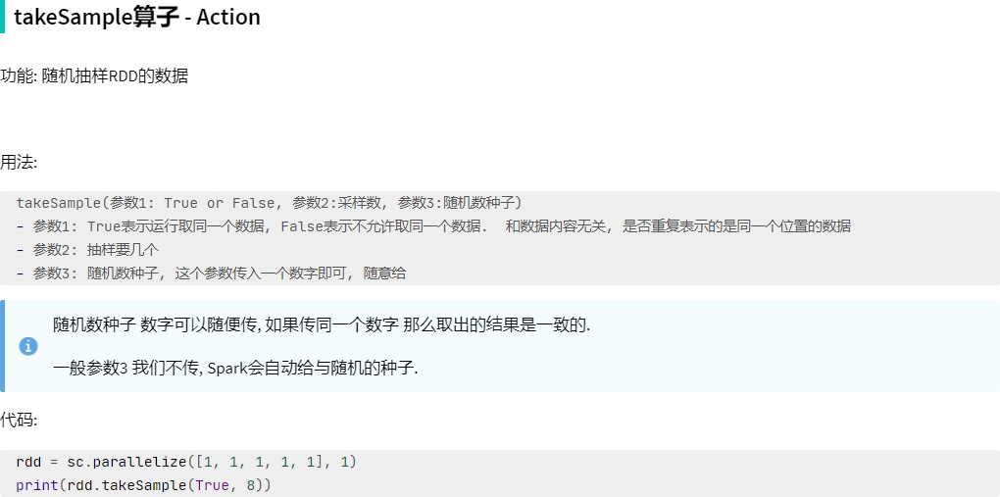 takeSample算子 - Action
功能: 随机抽样RDD的数据
用法:
takeSample(参数1: True or False, 参数2:采样数, 参数3:随机数种子)
- 参数1: True表示运行取同一个数据, False表示不允许取同一个数据.  和数据内容无关, 是否重复表示的是同一个位置的数据
- 参数2: 抽样要几个
- 参数3: 随机数种子, 这个参数传入一个数字即可, 随意给
随机数种子 数字可以随便传, 如果传同一个数字 那么取出的结果是一致的.
一般参数3 我们不传, Spark会自动给与随机的种子.
代码:
rdd = sc.parallelize([1, 1, 1, 1, 1], 1)
print(rdd.takeSample(True, 8))